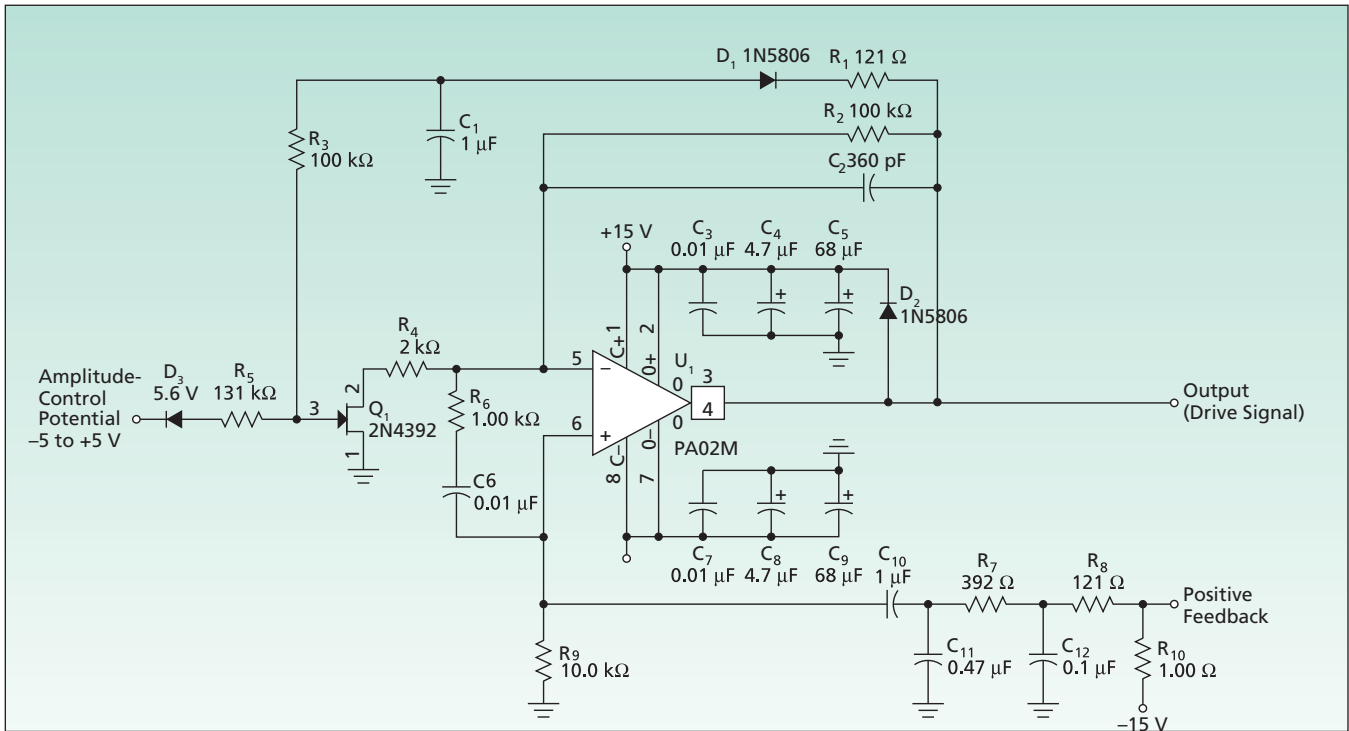 D1 1N5806
R1 121 Ω
R2 100 kΩ
C2 360 pF
C1
1 μF
R3
100 kΩ
+15 V
C3
0.01 μF
C4
4.7 μF
C5
68 μF
D2
1N5806
Amplitude-
Control
Potential
–5 to +5 V
D3
5.6 V
R5
131 kΩ
3
2
1
Q1
2N4392
R4
2 kΩ
R6
1.00 kΩ
C6
0.01 μF
5
–
6
+
C+ 1
0+ 2
U1
0 3
0 4
PA02M
C– 8
0– 7
+
+
+
+
Output
(Drive Signal)
C7
0.01 μF
C8
4.7 μF
C9
68 μF
C10
1 μF
R7
392 Ω
R8
121 Ω
Positive
Feedback
R9
10.0 kΩ
C11
0.47 μF
C12
0.1 μF
R10
1.00 Ω
–15 V